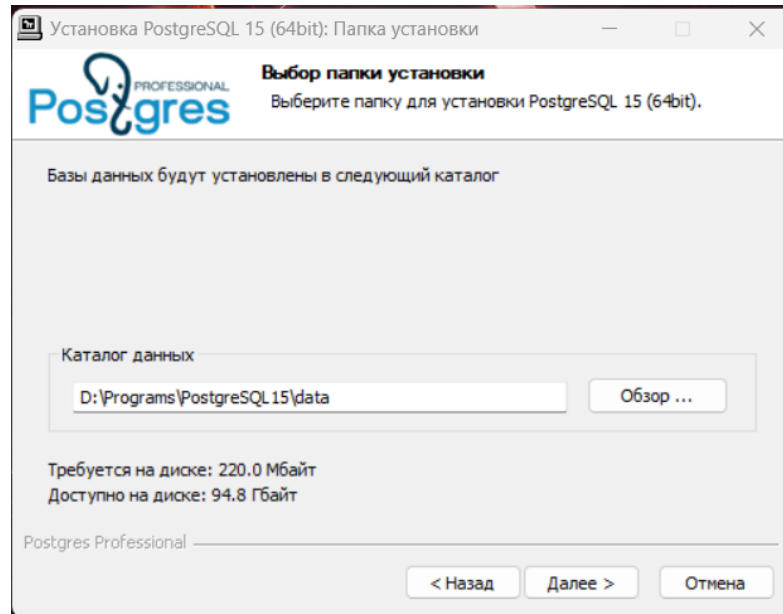 Установка PostgreSQL 15 (64bit): Папка установки
PROFESSIONAL
Postgres
Выбор папки установки
Выберите папку для установки PostgreSQL 15 (64bit).
Базы данных будут установлены в следующий каталог
Каталог данных
D:\Programs\PostgreSQL15\data
Обзор ...
Требуется на диске: 220.0 Мбайт
Доступно на диске: 94.8 Гбайт
Postgres Professional
< Назад
Далее >
Отмена